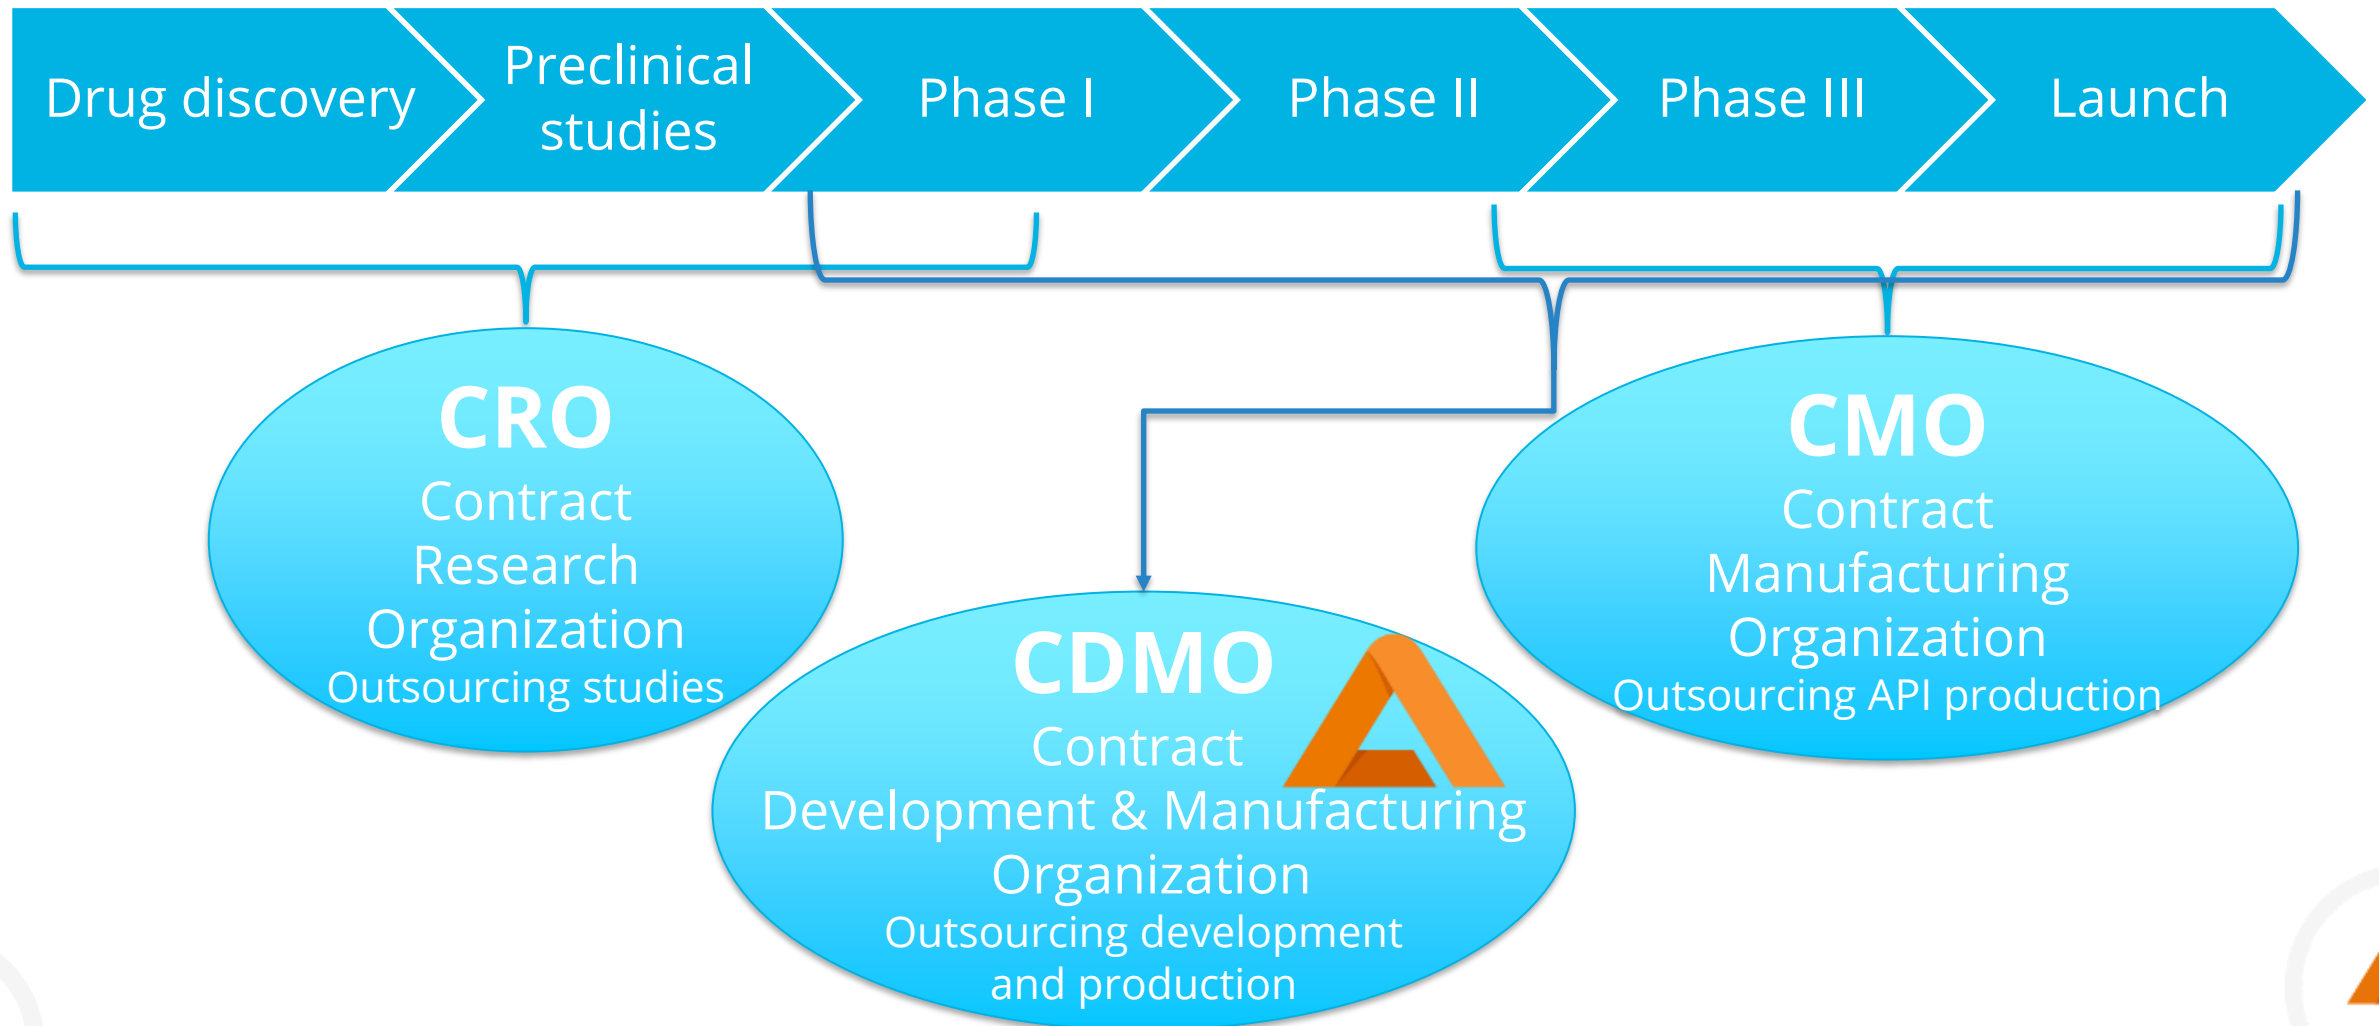 Drug discovery
Preclinical
studies
Phase I
Phase II
Phase III
Launch
CRO
Contract
Research
Organization
Outsourcing studies
CDMO
Contract
Development & Manufacturing
Organization
Outsourcing development
and production
CMO
Contract
Manufacturing
Organization
Outsourcing API production